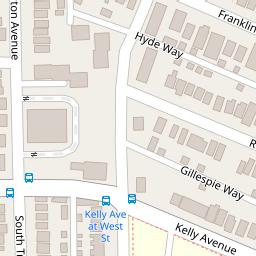 Franklin
ton Avenue
Hyde Way
R
Gillespie Way
Kelly Ave
at West
St
South T
Kelly Avenue